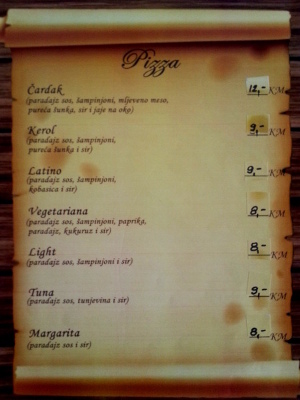 Pizza
Čardak 12,- KM
(paradajz sos, šampinjoni, mljeveno meso,
pureća šunka, sir i jaje na oko)
Kerol 9,- KM
(paradajz sos, šampinjoni,
pureća šunka i sir)
Latino 9,- KM
(paradajz sos, šampinjoni,
kobasica i sir)
Vegetariana 8,- KM
(paradajz sos, šampinjoni, paprika,
paradajz, kukuruz i sir)
Light 8,- KM
(paradajz sos, šampinjoni i sir)
Tuna 9,- KM
(paradajz sos, tunjevina i sir)
Margarita 8,- KM
(paradajz sos i sir)